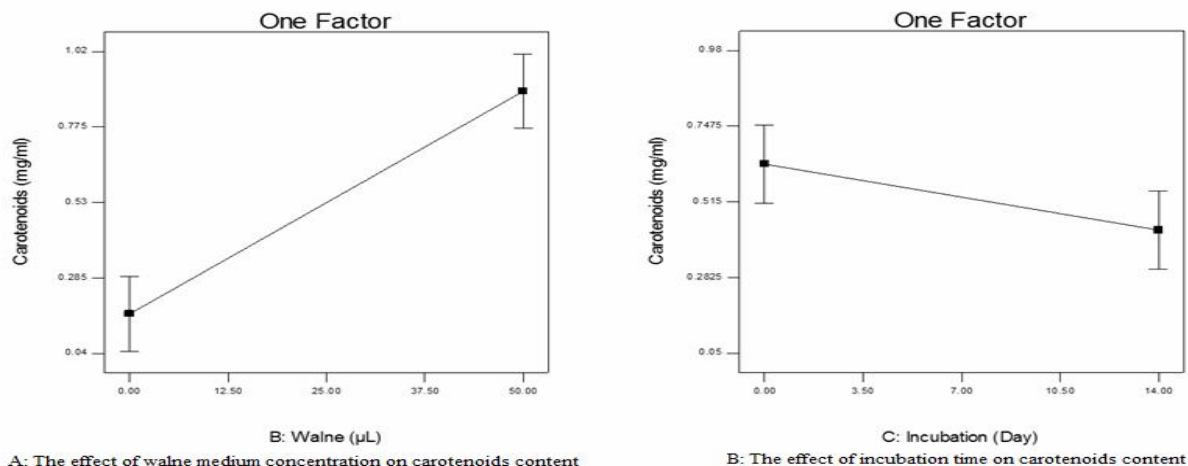 One Factor
1.02
0.775
0.53
0.285
0.04
Carotenoids (mg/ml)
0.00
12.50
25.00
37.50
50.00
B: Walne (µL)
A: The effect of walne medium concentration on carotenoids content
One Factor
0.98
0.7475
0.515
0.2825
0.05
Carotenoids (mg/ml)
0.00
3.50
7.00
10.50
14.00
C: Incubation (Day)
B: The effect of incubation time on carotenoids content